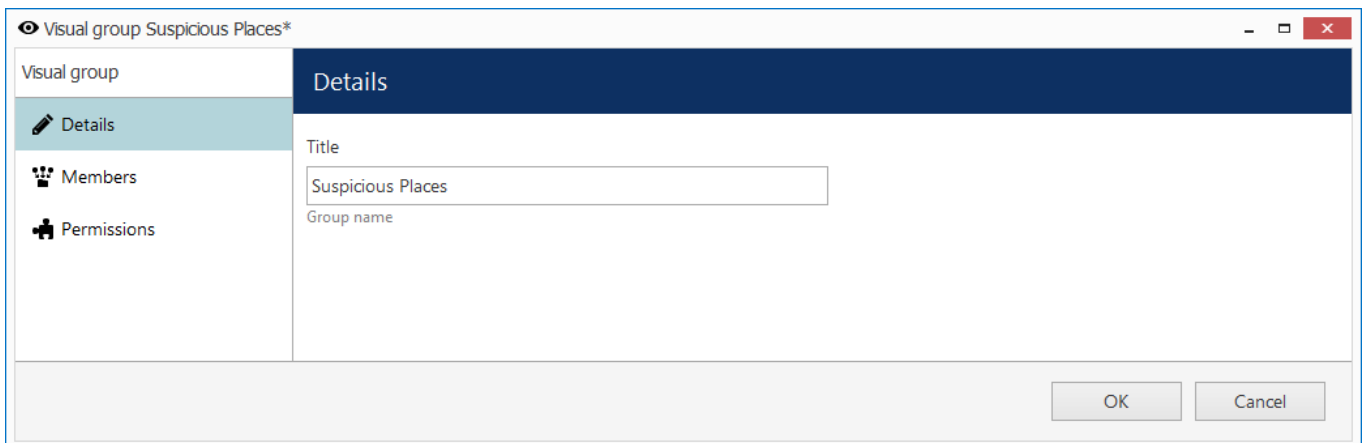 Visual group Suspicious Places*
Visual group
Details
Members
Permissions
Details
Title
Suspicious Places
Group name
OK
Cancel